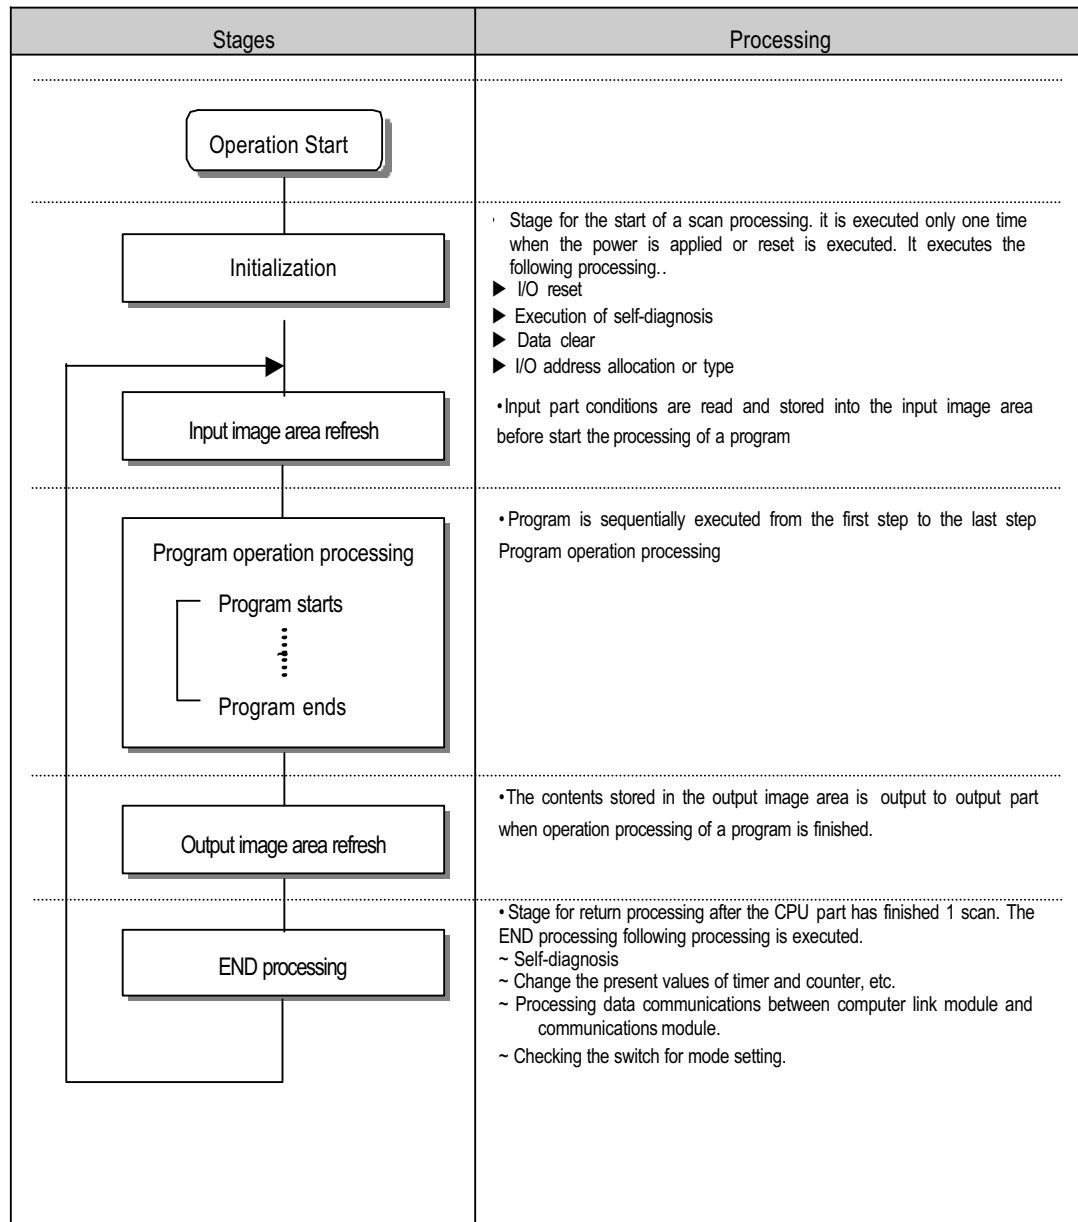 Stages
Processing
Operation Start
Initialization
· Stage for the start of a scan processing. it is executed only one time
when the power is applied or reset is executed. It executes the
following processing..
▶ I/O reset
▶ Execution of self-diagnosis
▶ Data clear
▶ I/O address allocation or type
Input image area refresh
•Input part conditions are read and stored into the input image area
before start the processing of a program
Program operation processing
Program starts
~
Program ends
•Program is sequentially executed from the first step to the last step
Program operation processing
Output image area refresh
•The contents stored in the output image area is output to output part
when operation processing of a program is finished.
END processing
• Stage for return processing after the CPU part has finished 1 scan. The
END processing following processing is executed.
~ Self-diagnosis
~ Change the present values of timer and counter, etc.
~ Processing data communications between computer link module and
communications module.
~ Checking the switch for mode setting.